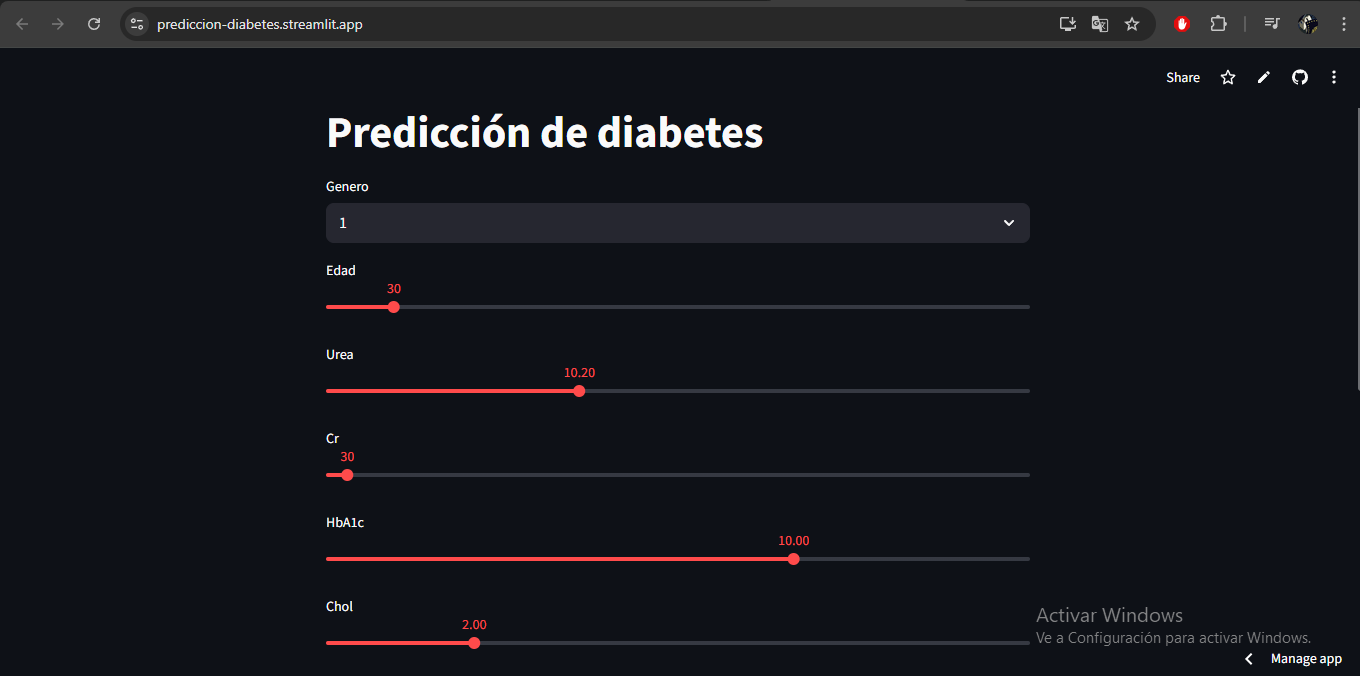 prediccion-diabetes.streamlit.app
Share
Predicción de diabetes
Genero
1
Edad
30
Urea
10.20
Cr
30
HbA1c
10.00
Chol
2.00
Activar Windows
Ve a Configuración para activar Windows.
Manage app